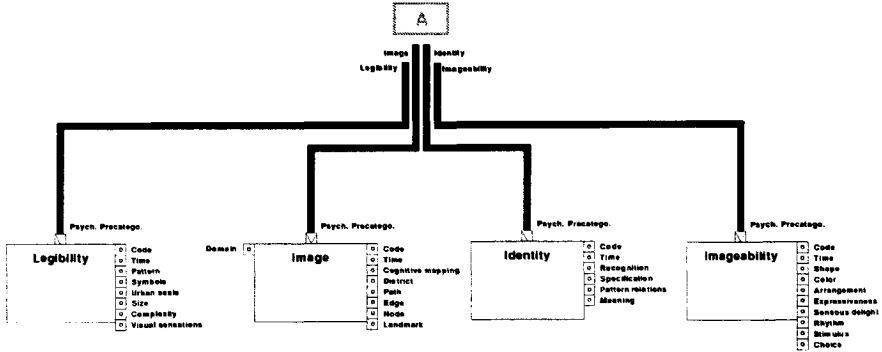 A
Image
Identity
Legibility
Imageability
Psych. Precatego.
Legibility
Code
Time
Pattern
Symbols
Urban scale
Size
Complexity
Visual sensations
Psych. Precatego.
Domain
Image
Code
Time
Cognitive mapping
District
Path
Edge
Node
Landmark
Psych. Precatego.
Identity
Code
Time
Recognition
Specification
Pattern relations
Meaning
Psych. Precatego.
Imageability
Code
Time
Shape
Color
Arrangement
Expressiveness
Sensous delight
Rhythm
Stimulus
Choice